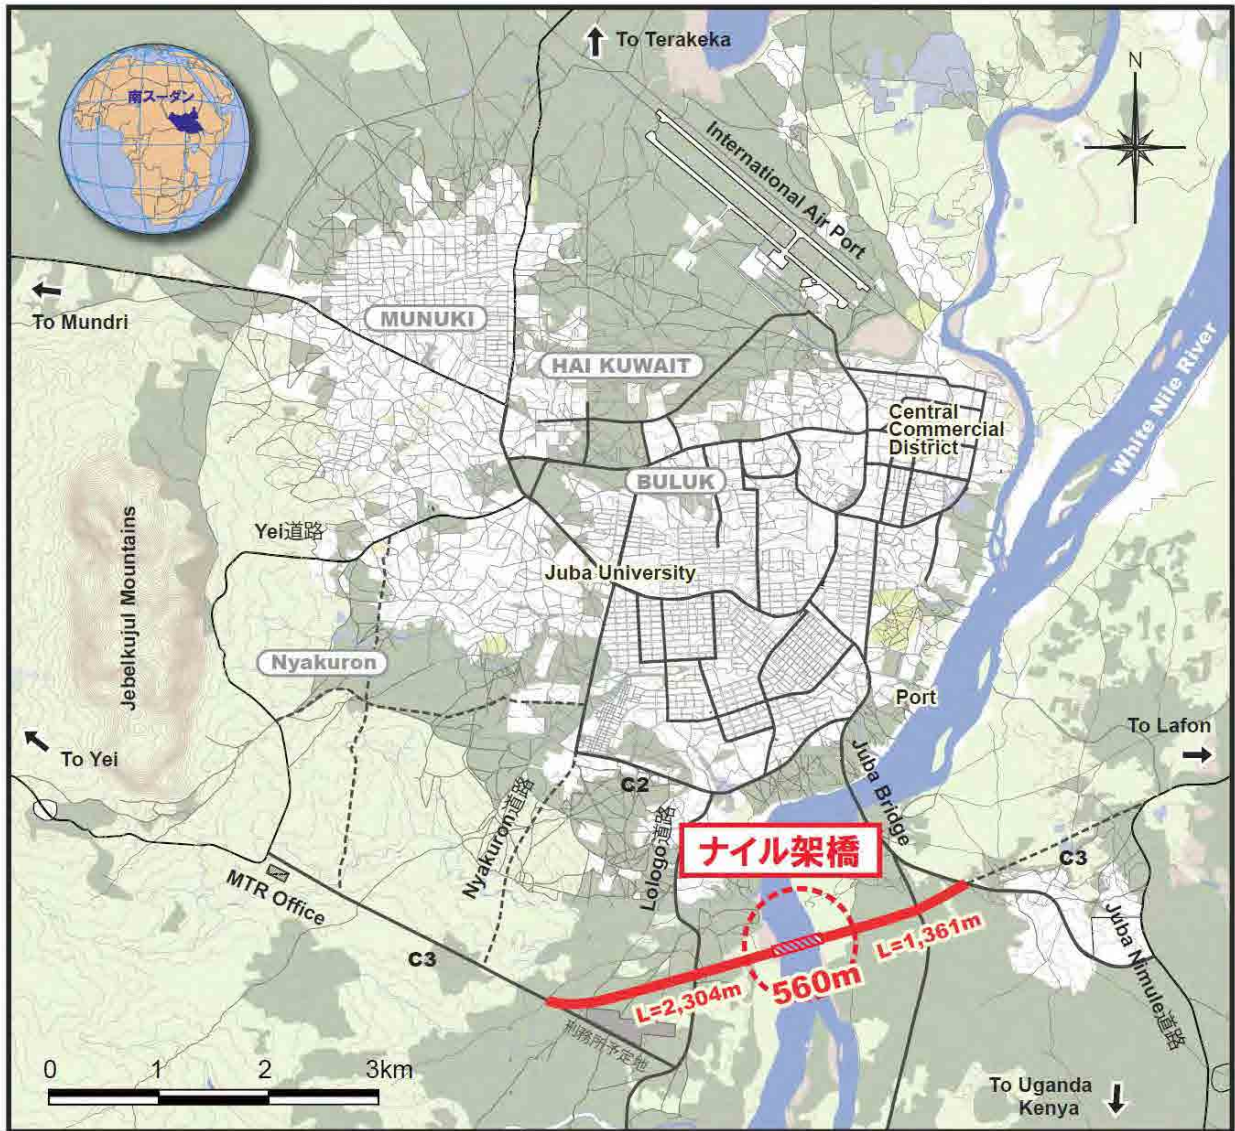 To Terakeka
N
南スーダン
International Air Port
To Mundri
MUNUKI
HAI KUWAIT
White Nile River
Central
Commercial
District
BULUK
Yei道路
Juba University
Jebelkujul Mountains
Nyakuron
Port
To Lafon
To Yei
Juba Bridge
C2
Nyakuron道路
Lologo道路
ナイル架橋
C3
MTR Office
Juba Nimule道路
L=1,361m
C3
560m
L=2,304m
刑務所予定地
0 1 2 3km
To Uganda
Kenya